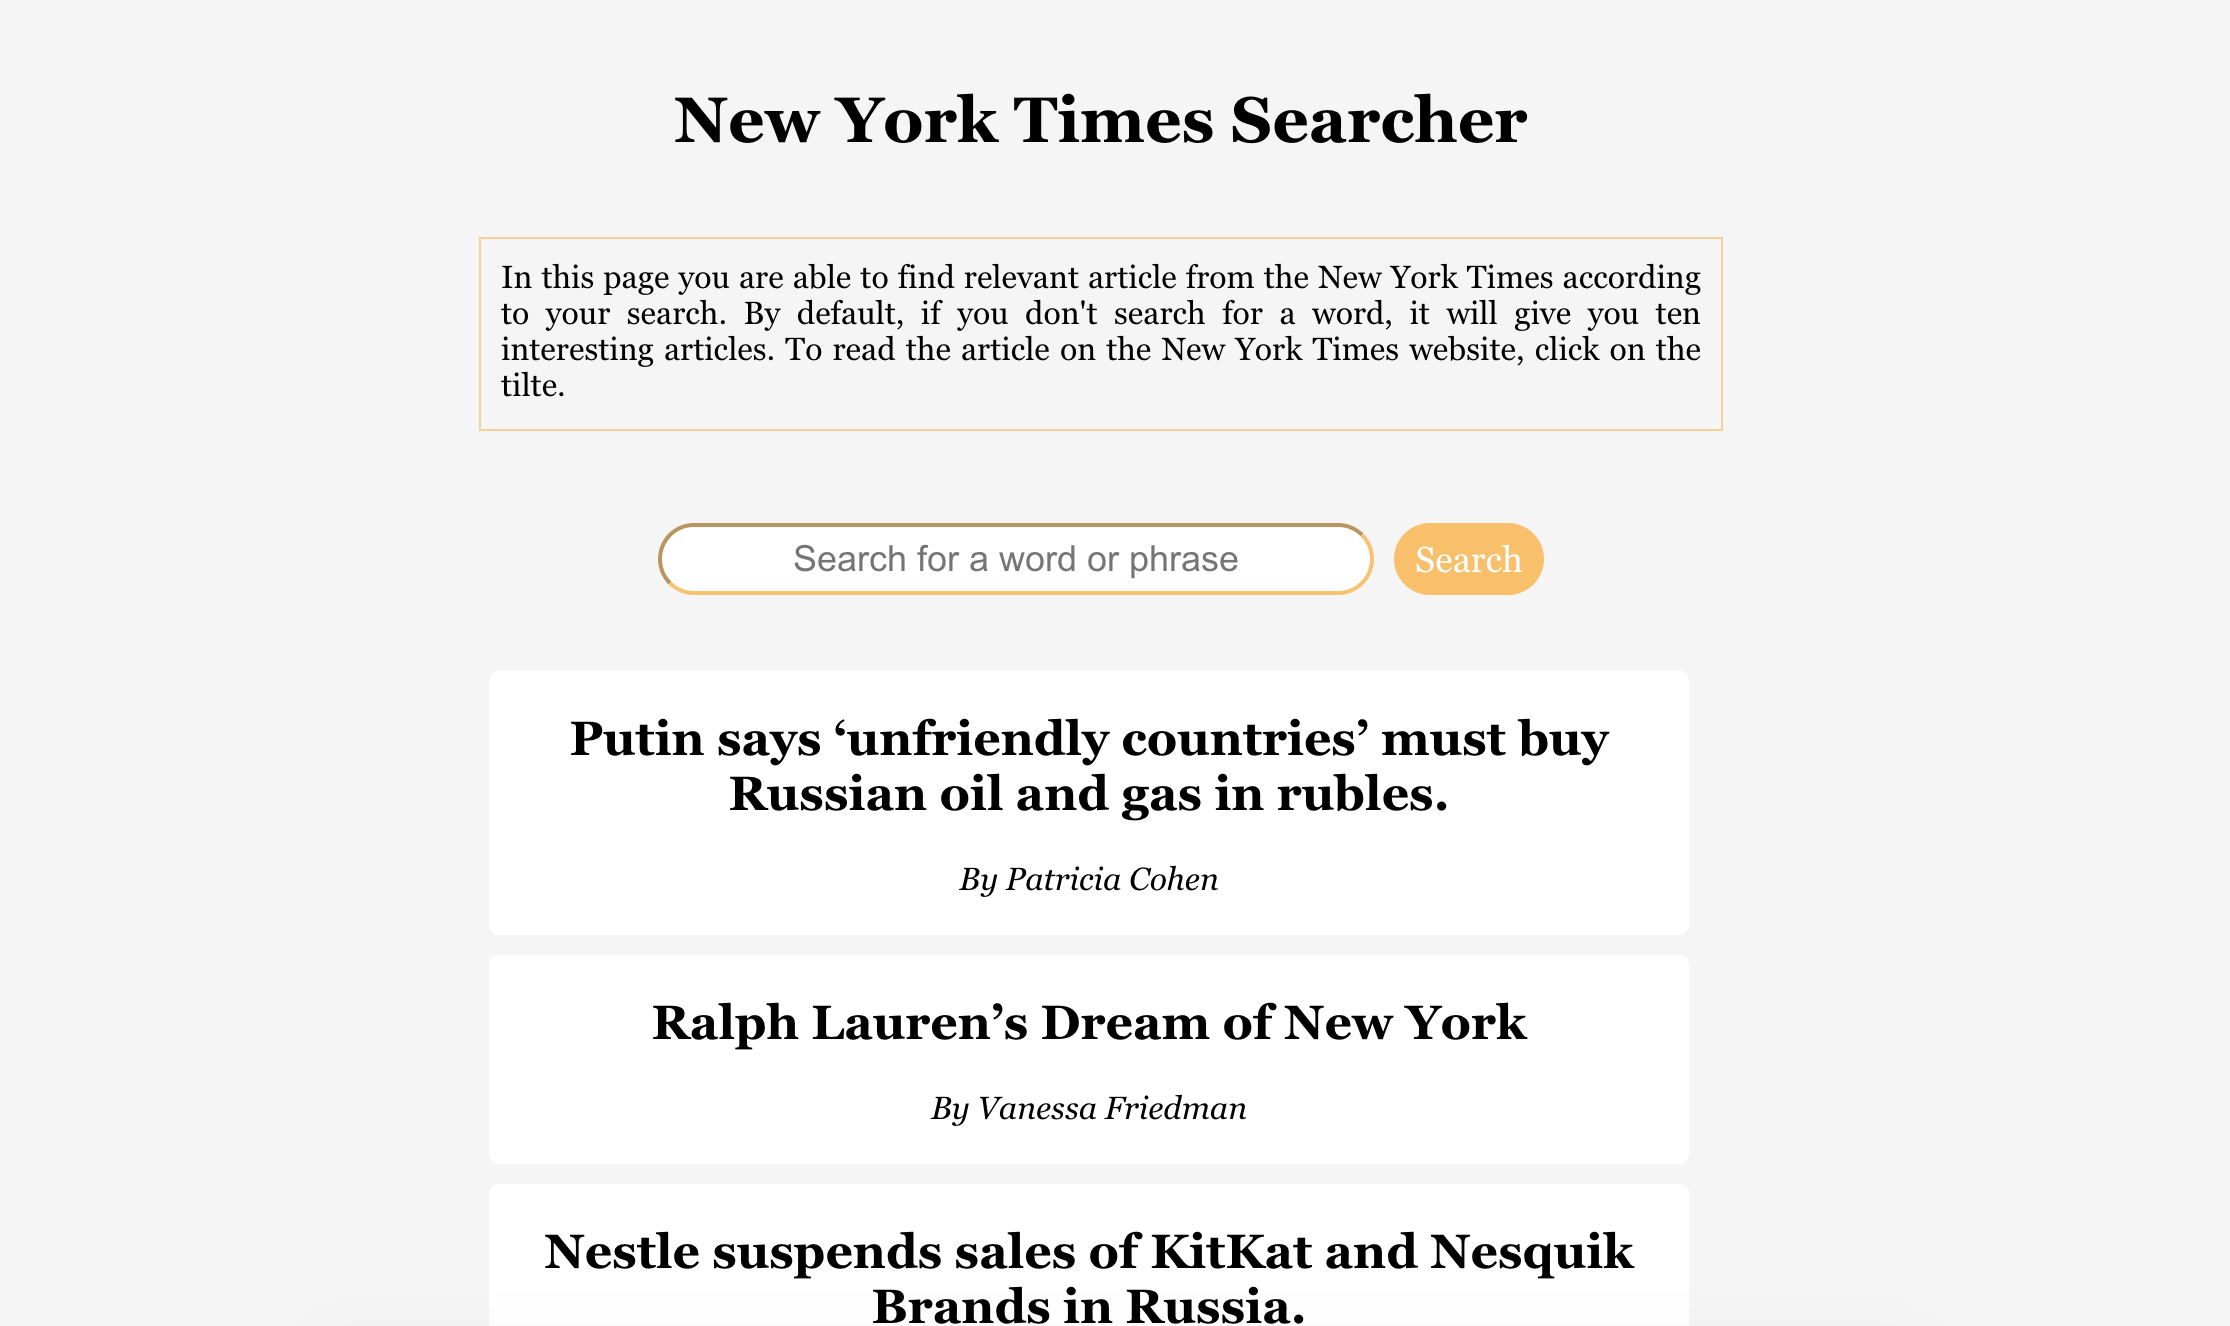 New York Times Searcher
In this page you are able to find relevant article from the New York Times according
to your search. By default, if you don't search for a word, it will give you ten
interesting articles. To read the article on the New York Times website, click on the
tilte.
Search for a word or phrase
Search
Putin says ‘unfriendly countries’ must buy
Russian oil and gas in rubles.
By Patricia Cohen
Ralph Lauren’s Dream of New York
By Vanessa Friedman
Nestle suspends sales of KitKat and Nesquik
Brands in Russia.